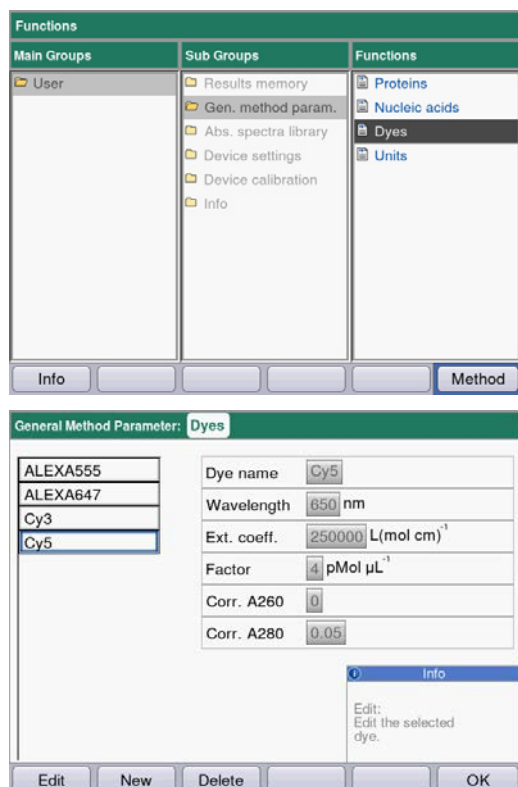 Functions
Main Groups Sub Groups Functions
User Results memory Proteins
Gen. method param. Nucleic acids
Abs. spectra library Dyes
Device settings Units
Device calibration
Info
Info Method
General Method Parameter: Dyes
ALEXA555 Dye name Cy5
ALEXA647 Wavelength 650 nm
Cy3 Ext. coeff. 250000 L(mol cm)⁻¹
Cy5 Factor 4 pMol µL⁻¹
Corr. A260 0
Corr. A280 0.05
Info
Edit:
Edit the selected
dye.
Edit New Delete OK